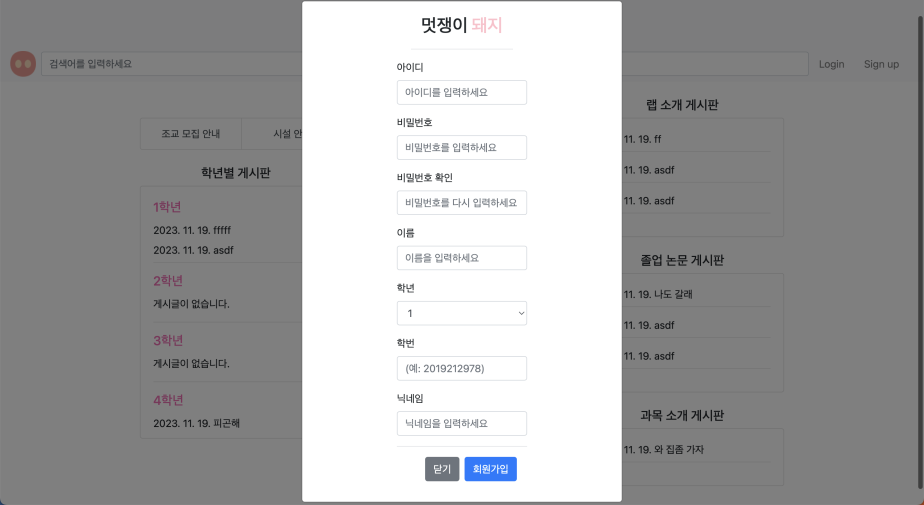 검색어를 입력하세요
Login
Sign up
조교 모집 안내
시설 안
학년별 게시판
1학년
2023. 11. 19. fffff
2023. 11. 19. asdf
2학년
게시글이 없습니다.
3학년
게시글이 없습니다.
4학년
2023. 11. 19. 피곤해
멋쟁이 돼지
아이디
아이디를 입력하세요
비밀번호
비밀번호를 입력하세요
비밀번호 확인
비밀번호를 다시 입력하세요
이름
이름을 입력하세요
학년
1
학번
(예: 2019212978)
닉네임
닉네임을 입력하세요
닫기
회원가입
랩 소개 게시판
11. 19. ff
11. 19. asdf
11. 19. asdf
졸업 논문 게시판
11. 19. 나도 갈래
11. 19. asdf
11. 19. asdf
과목 소개 게시판
11. 19. 와 집좀 가자